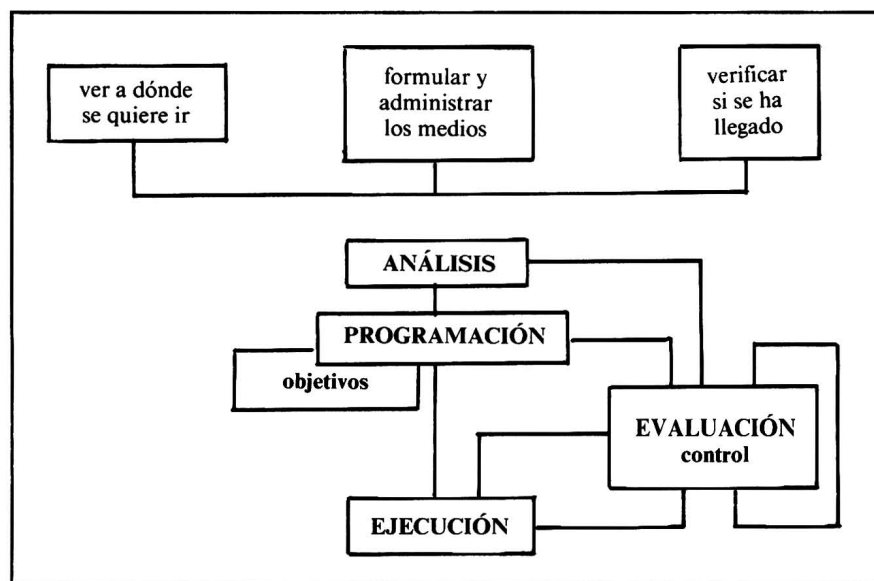 ver a dónde
se quiere ir
formular y
administrar
los medios
verificar
si se ha
llegado
ANÁLISIS
PROGRAMACIÓN
objetivos
EVALUACIÓN
control
EJECUCIÓN